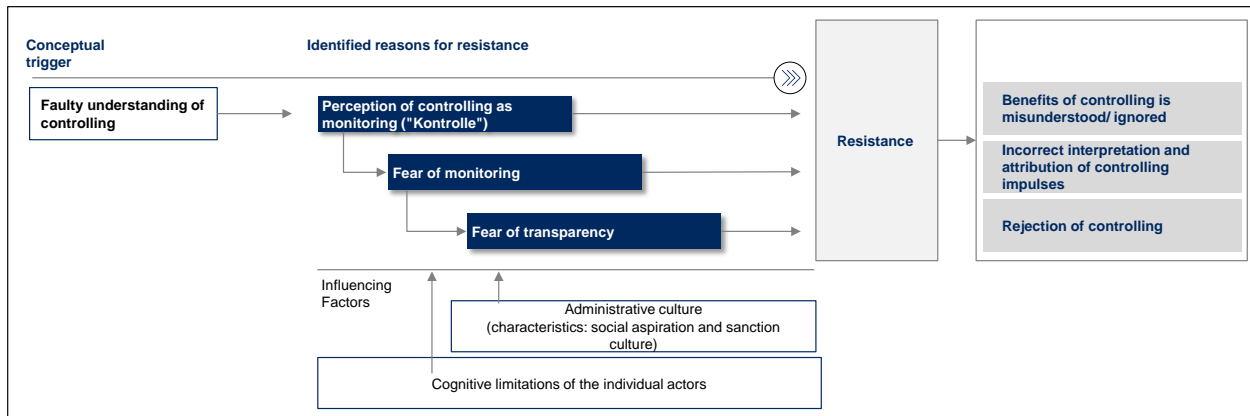 Conceptual
trigger
Identified reasons for resistance
Faulty understanding of
controlling
Perception of controlling as
monitoring ("Kontrolle")
Fear of monitoring
Fear of transparency
Influencing
Factors
Administrative culture
(characteristics: social aspiration and sanction
culture)
Cognitive limitations of the individual actors
Resistance
Benefits of controlling is
misunderstood/ ignored
Incorrect interpretation and
attribution of controlling
impulses
Rejection of controlling